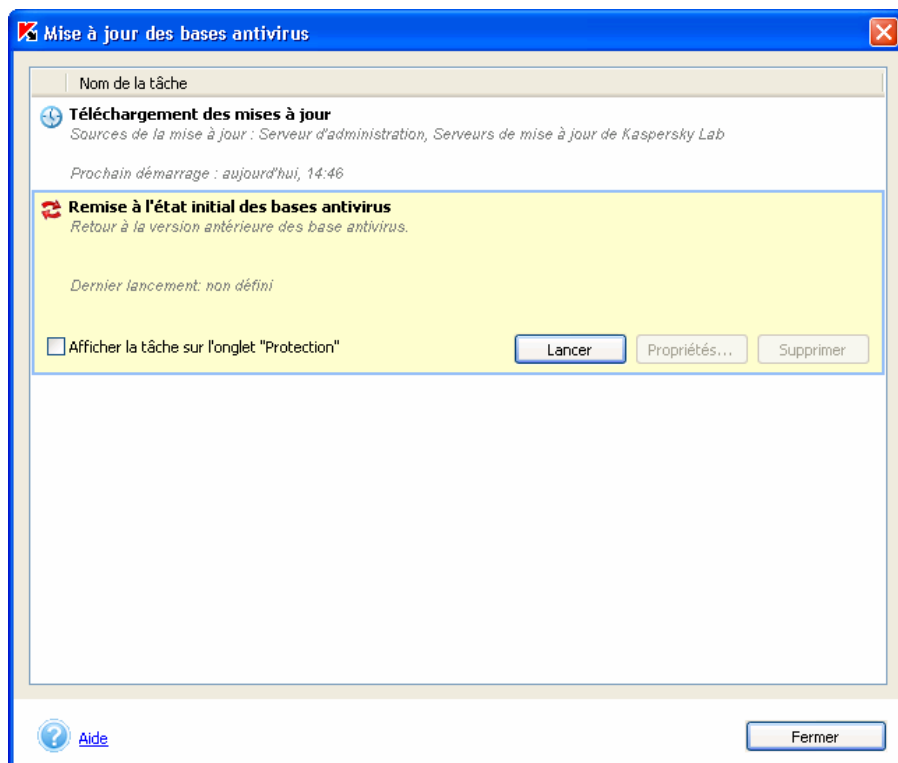 Mise à jour des bases antivirus
Nom de la tâche
Téléchargement des mises à jour
Sources de la mise à jour : Serveur d'administration, Serveurs de mise à jour de Kaspersky Lab
Prochain démarrage : aujourd'hui, 14:46
Remise à l'état initial des bases antivirus
Retour à la version antérieure des base antivirus.
Dernier lancement: non défini
Afficher la tâche sur l'onglet "Protection"
Lancer
Propriétés...
Supprimer
Aide
Fermer